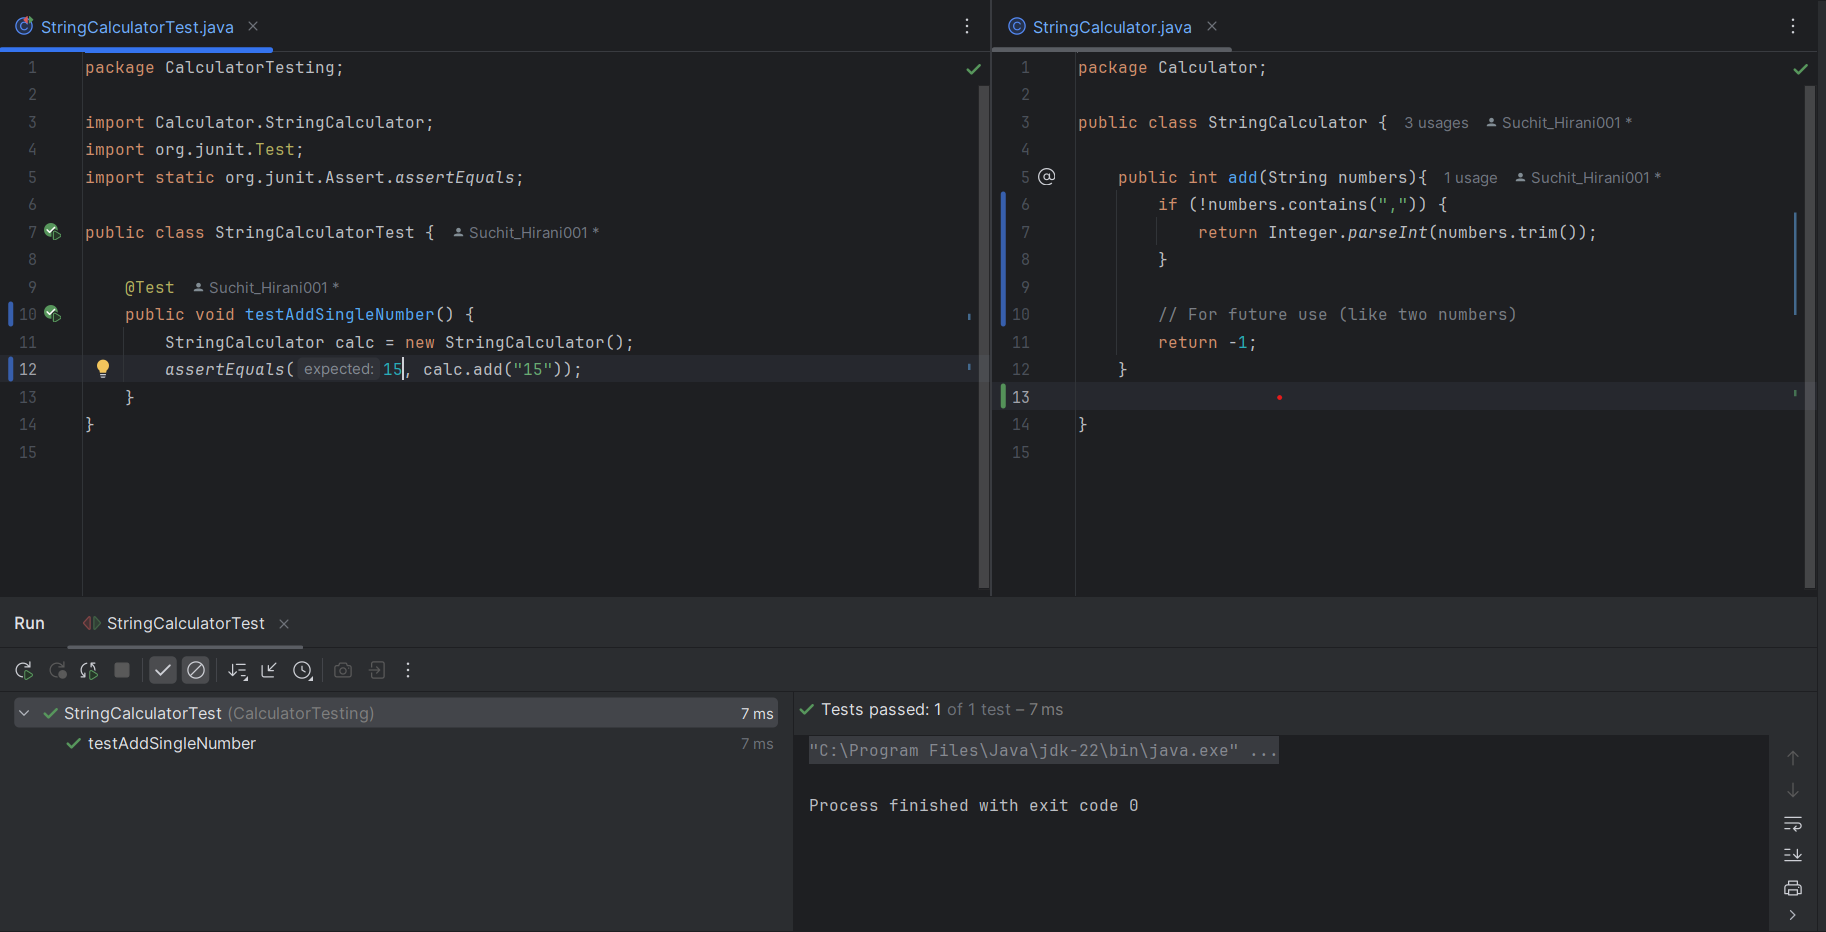 StringCalculatorTest.java
1 package CalculatorTesting;
2
3 import Calculator.StringCalculator;
4 import org.junit.Test;
5 import static org.junit.Assert.assertEquals;
6
7 public class StringCalculatorTest { Suchit_Hirani001 *
8
9 @Test Suchit_Hirani001 *
10 public void testAddSingleNumber() {
11 StringCalculator calc = new StringCalculator();
12 assertEquals( expected: 15, calc.add("15"));
13 }
14 }
15
StringCalculator.java
1 package Calculator;
2
3 public class StringCalculator { 3 usages Suchit_Hirani001 *
4
5 @ public int add(String numbers){ 1 usage Suchit_Hirani001 *
6 if (!numbers.contains(",")) {
7 return Integer.parseInt(numbers.trim());
8 }
9
10 // For future use (like two numbers)
11 return -1;
12 }
13
14 }
15
Run StringCalculatorTest
StringCalculatorTest (CalculatorTesting) 7 ms
testAddSingleNumber 7 ms
Tests passed: 1 of 1 test – 7 ms
"C:\Program Files\Java\jdk-22\bin\java.exe" ...
Process finished with exit code 0